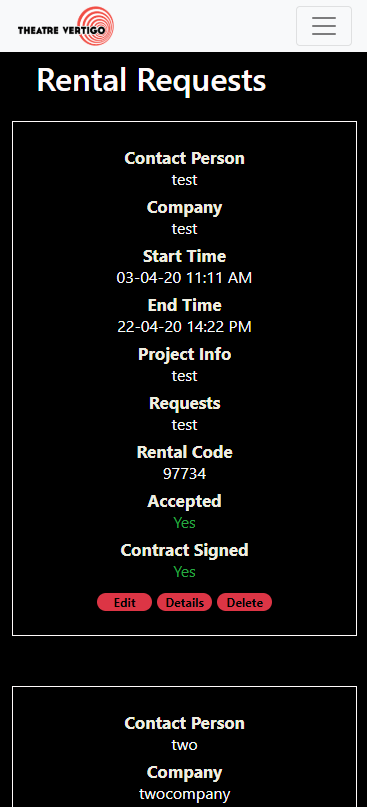 THEATRE VERTIGO
Rental Requests
Contact Person
test
Company
test
Start Time
03-04-20 11:11 AM
End Time
22-04-20 14:22 PM
Project Info
test
Requests
test
Rental Code
97734
Accepted
Yes
Contract Signed
Yes
Edit Details Delete
Contact Person
two
Company
twocompany